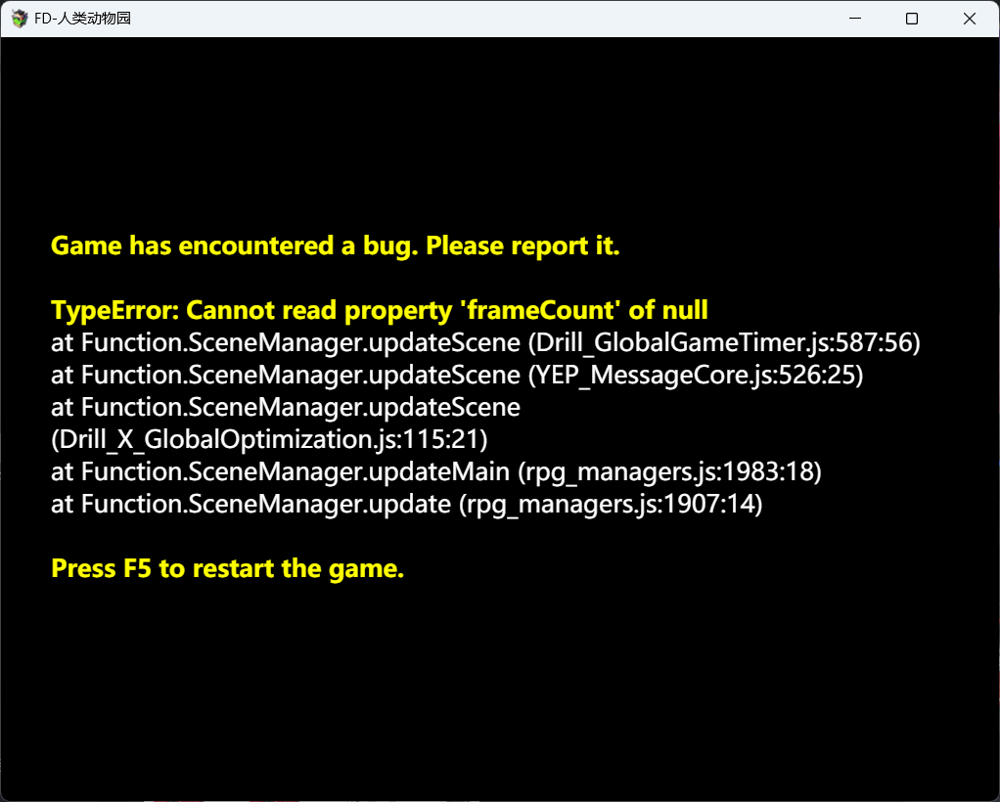 FD-人类动物园
Game has encountered a bug. Please report it.
TypeError: Cannot read property 'frameCount' of null
at Function.SceneManager.updateScene (Drill_GlobalGameTimer.js:587:56)
at Function.SceneManager.updateScene (YEP_MessageCore.js:526:25)
at Function.SceneManager.updateScene
(Drill_X_GlobalOptimization.js:115:21)
at Function.SceneManager.updateMain (rpg_managers.js:1983:18)
at Function.SceneManager.update (rpg_managers.js:1907:14)
Press F5 to restart the game.